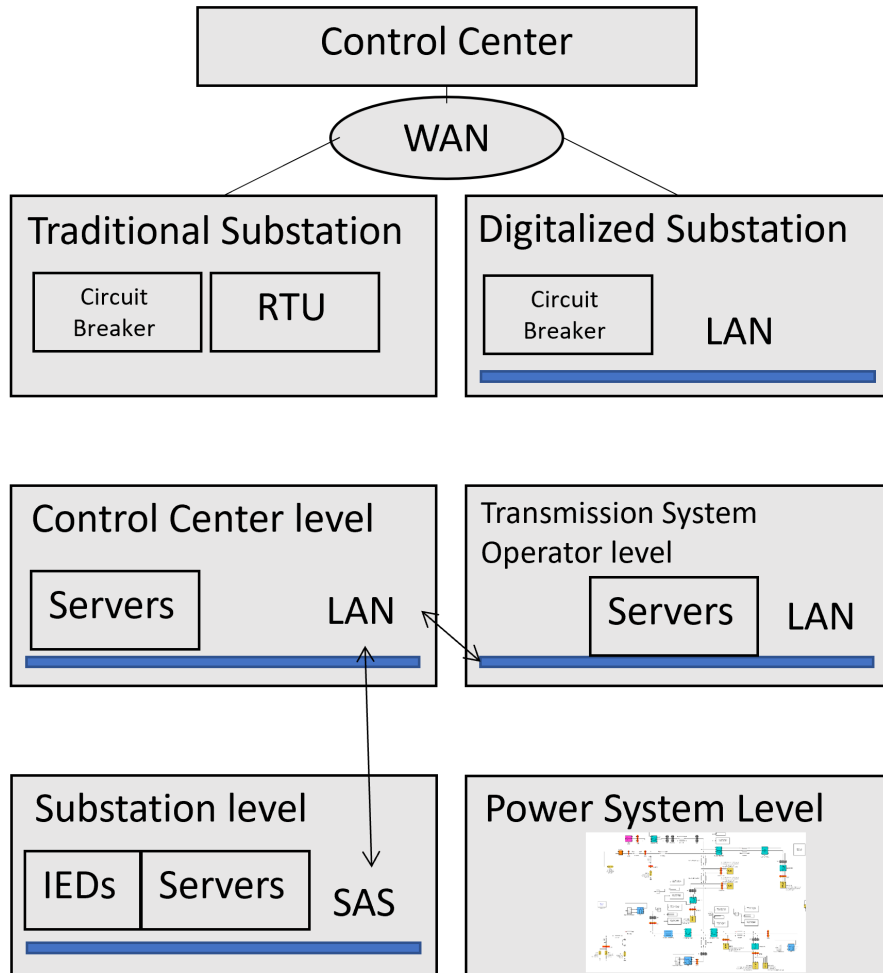 Control Center
WAN
Traditional Substation
Circuit
Breaker
RTU
Digitalized Substation
Circuit
Breaker
LAN
Control Center level
Servers
LAN
Transmission System
Operator level
Servers
LAN
Substation level
IEDs
Servers
SAS
Power System Level